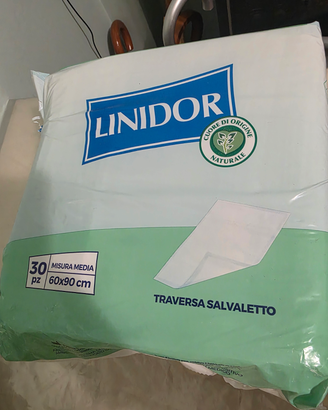 LINIDOR
CUORE DI ORIGINE
NATURALE
30
pz
MISURA MEDIA
60x90 cm
TRAVERSA SALVALETTO